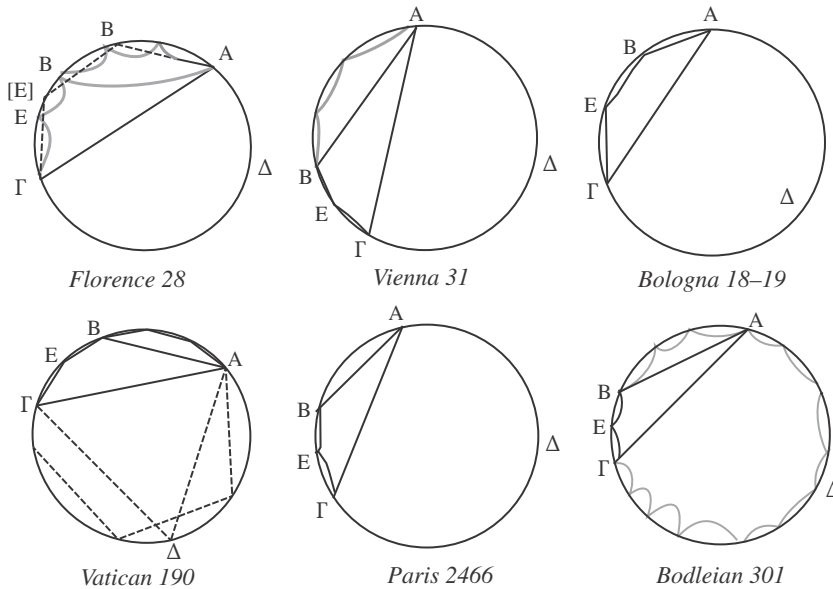 B
A
B
[E]
E
Γ
Δ
Florence 28
A
B
E
Γ
Δ
Vienna 31
A
B
E
Γ
Δ
Bologna 18–19
B
E
A
Γ
Δ
Vatican 190
A
B
E
Γ
Δ
Paris 2466
A
B
E
Γ
Δ
Bodleian 301